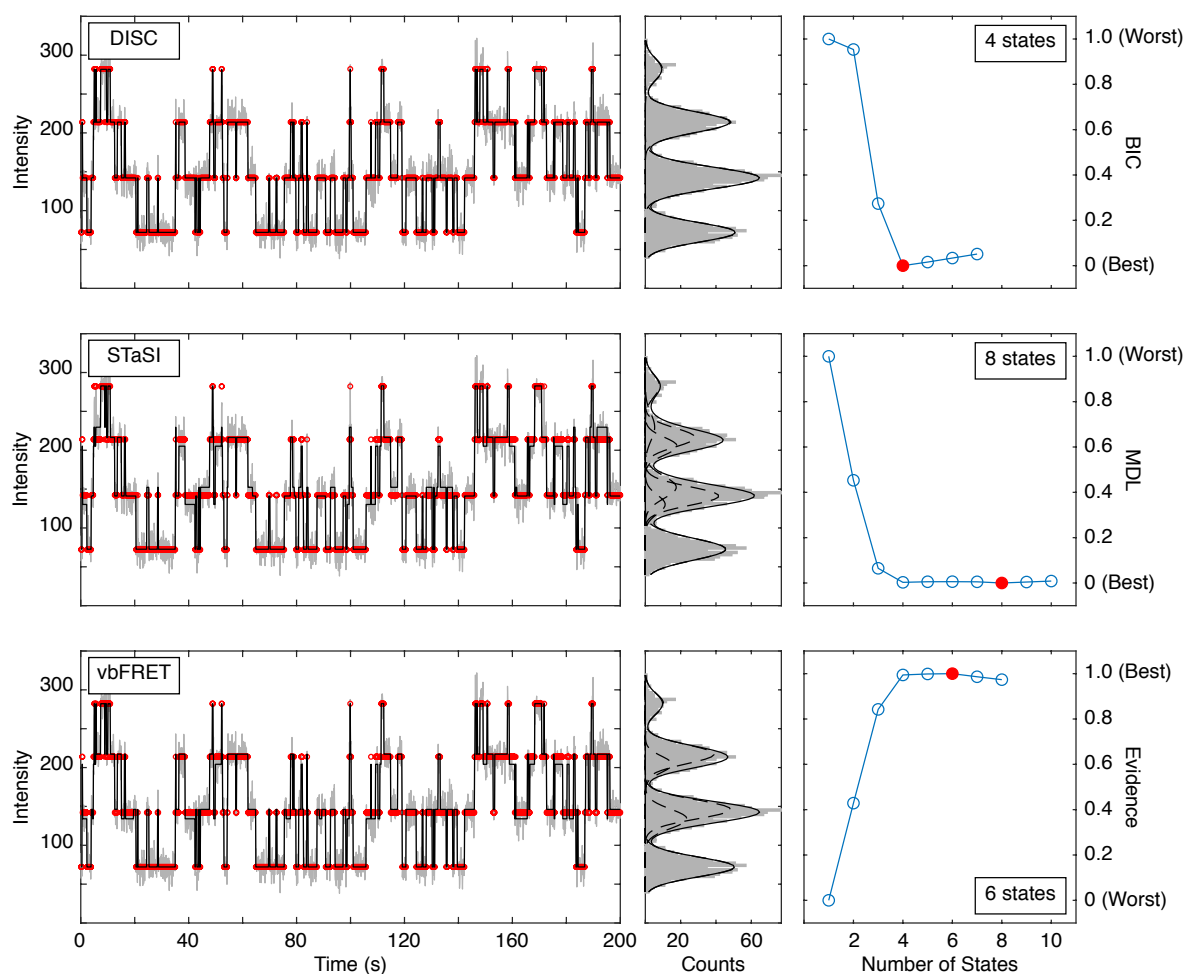 DISC
300
200
100
Intensity
4 states
1.0 (Worst)
0.8
0.6
0.4
0.2
0 (Best)
BIC
STaSI
300
200
100
Intensity
8 states
1.0 (Worst)
0.8
0.6
0.4
0.2
0 (Best)
MDL
vbFRET
300
200
100
Intensity
6 states
1.0 (Best)
0.8
0.6
0.4
0.2
0 (Worst)
Evidence
0 40 80 120 160 200
Time (s)
20 60
Counts
2 4 6 8 10
Number of States